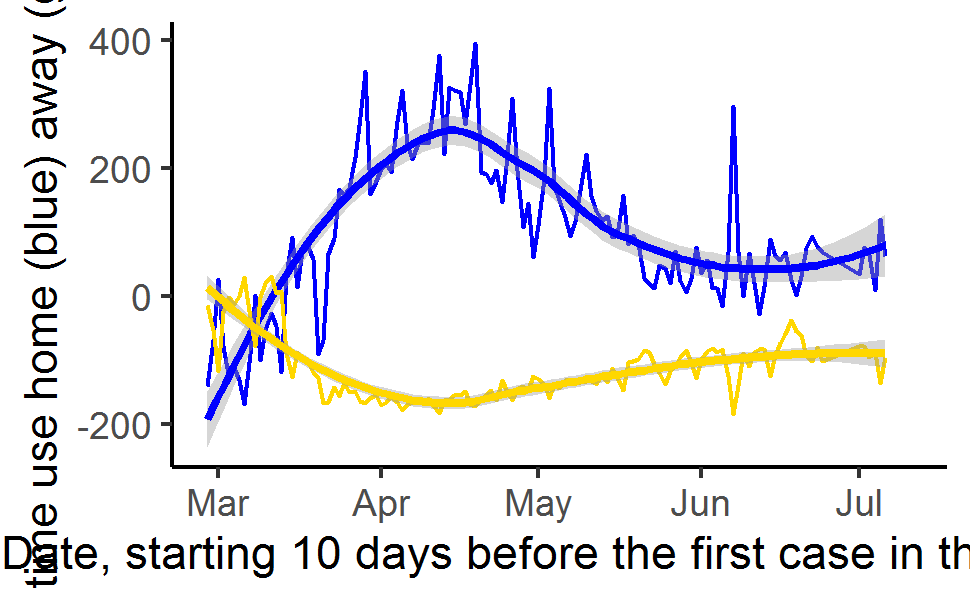 time use home (blue) away (
400
200
0
-200
Mar Apr May Jun Jul
Date, starting 10 days before the first case in th